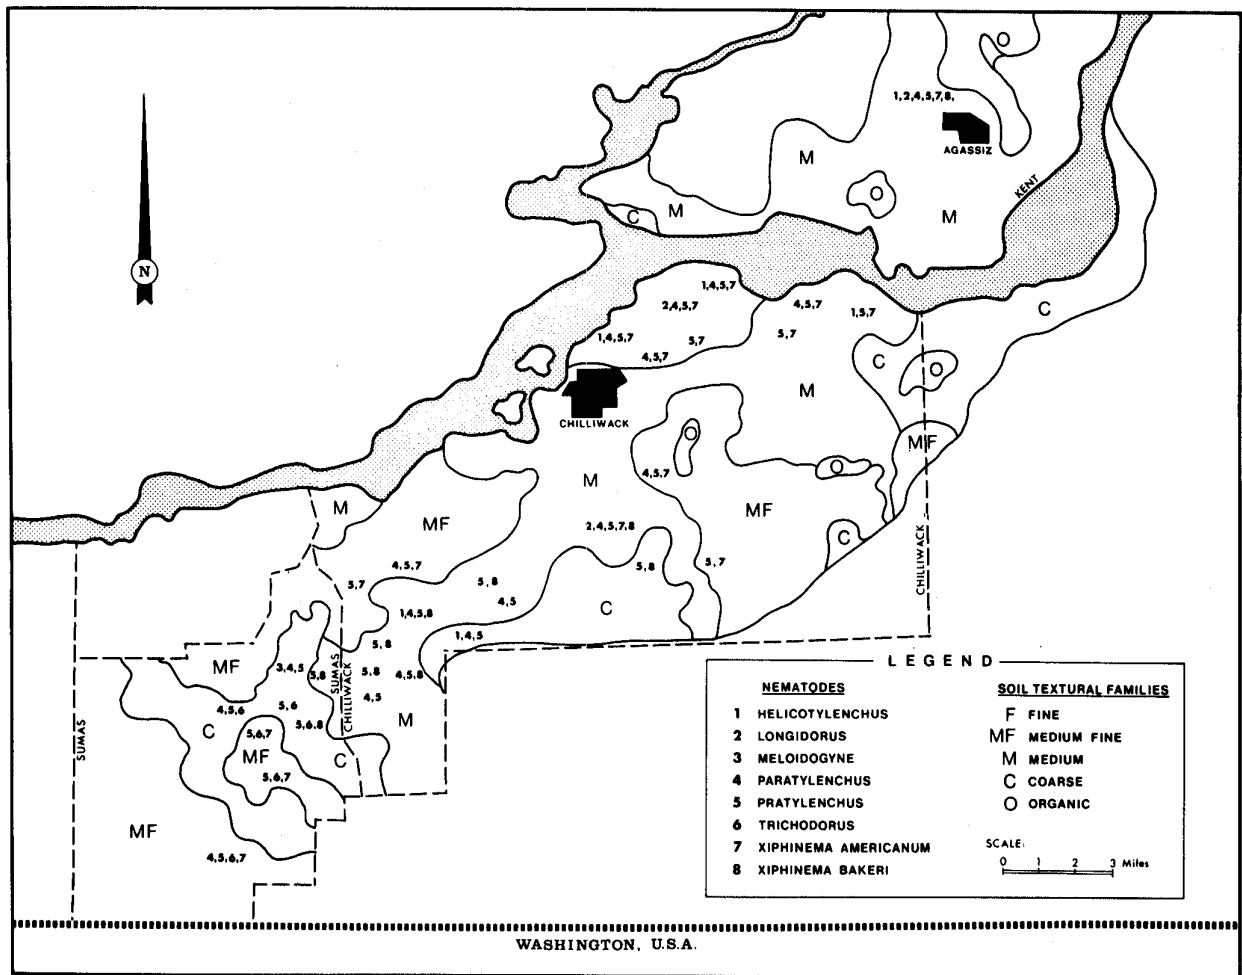 O
1,2,4,5,7,8,
AGASSIZ
M
KENT
O
M
C
M
N
1,4,5,7
2,4,5,7
4,5,7
1,5,7
C
1,4,5,7
5,7
5,7
4,5,7
C
O
M
CHILLIWACK
O
MF
4,5,7
O
M
MF
M
MF
2,4,5,7,8
C
4,5,7
5,8
5,7
CHILLIWACK
5,7
5,8
4,5
C
1,4,5,8
5,8
1,4,5
MF
3,4,5
5,8
SUMAS
CHILLIWACK
5,8
4,5,8
4,5
4,5,6
5,6
5,6,8
M
SUMAS
C
5,6,7
MF
C
5,6,7
MF
4,5,6,7
LEGEND
NEMATODES
1 HELICOTYLENCHUS
2 LONGIDORUS
3 MELOIDOGYNE
4 PARATYLENCHUS
5 PRATYLENCHUS
6 TRICHODORUS
7 XIPHINEMA AMERICANUM
8 XIPHINEMA BAKERI
SOIL TEXTURAL FAMILIES
F FINE
MF MEDIUM FINE
M MEDIUM
C COARSE
O ORGANIC
SCALE:
0 1 2 3 Miles
WASHINGTON, U.S.A.